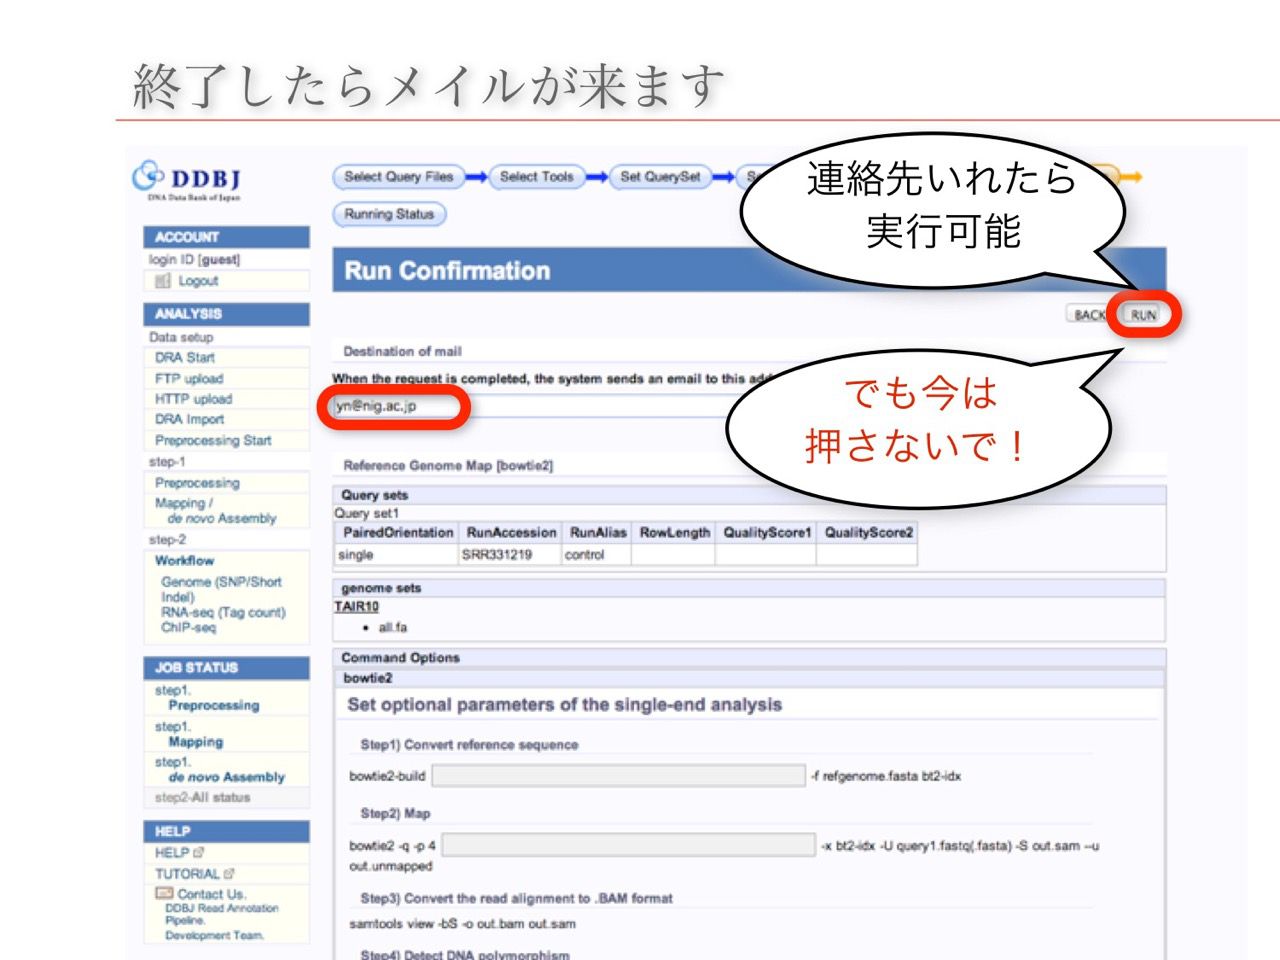 終了したらメイルが来ます
DDBJ
DNA Data Bank of Japan
Select Query Files
Select Tools
Set QuerySet
連絡先いれたら
実行可能
Running Status
ACCOUNT
login ID [guest]
Logout
Run Confirmation
BACK
RUN
ANALYSIS
Data setup
DRA Start
FTP upload
HTTP upload
DRA Import
Preprocessing Start
step-1
Preprocessing
Mapping /
de novo Assembly
step-2
Workflow
Genome (SNP/Short
Indel)
RNA-seq (Tag count)
ChIP-seq
JOB STATUS
step1.
Preprocessing
step1.
Mapping
step1.
de novo Assembly
step2-All status
HELP
HELP
TUTORIAL
Contact Us.
DDBJ Read Annotation
Pipeline.
Development Team.
Destination of mail
When the request is completed, the system sends an email to this
yn@nig.ac.jp
でも今は
押さないで！
Reference Genome Map [bowtie2]
Query sets
Query set1
PairedOrientation RunAccession RunAlias RowLength QualityScore1 QualityScore2
single SRR331219 control
genome sets
TAIR10
• all.fa
Command Options
bowtie2
Set optional parameters of the single-end analysis
Step1) Convert reference sequence
bowtie2-build -f refgenome.fasta bt2-idx
Step2) Map
bowtie2 -q -p 4 -x bt2-idx -U query1.fastq(.fasta) -S out.sam --u
out.unmapped
Step3) Convert the read alignment to .BAM format
samtools view -bS -o out.bam out.sam
Step4) Detect DNA polymorphism